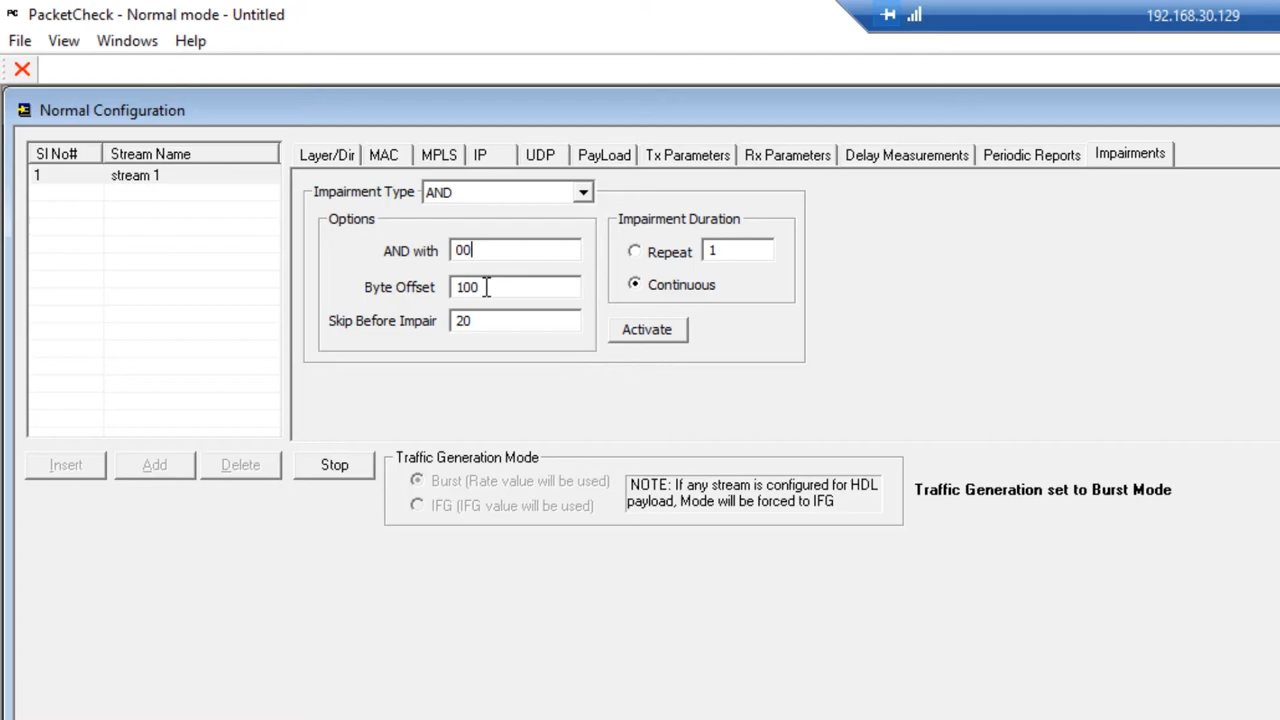 PacketCheck - Normal mode - Untitled
192.168.30.129
File View Windows Help
Normal Configuration
Sl No# Stream Name
1 stream 1
Layer/Dir MAC MPLS IP UDP PayLoad Tx Parameters Rx Parameters Delay Measurements Periodic Reports Impairments
Impairment Type AND
Options
AND with 00
Byte Offset 100
Skip Before Impair 20
Impairment Duration
Repeat 1
Continuous
Activate
Insert Add Delete Stop
Traffic Generation Mode
Burst (Rate value will be used)
IFG (IFG value will be used)
NOTE: If any stream is configured for HDL
payload, Mode will be forced to IFG
Traffic Generation set to Burst Mode